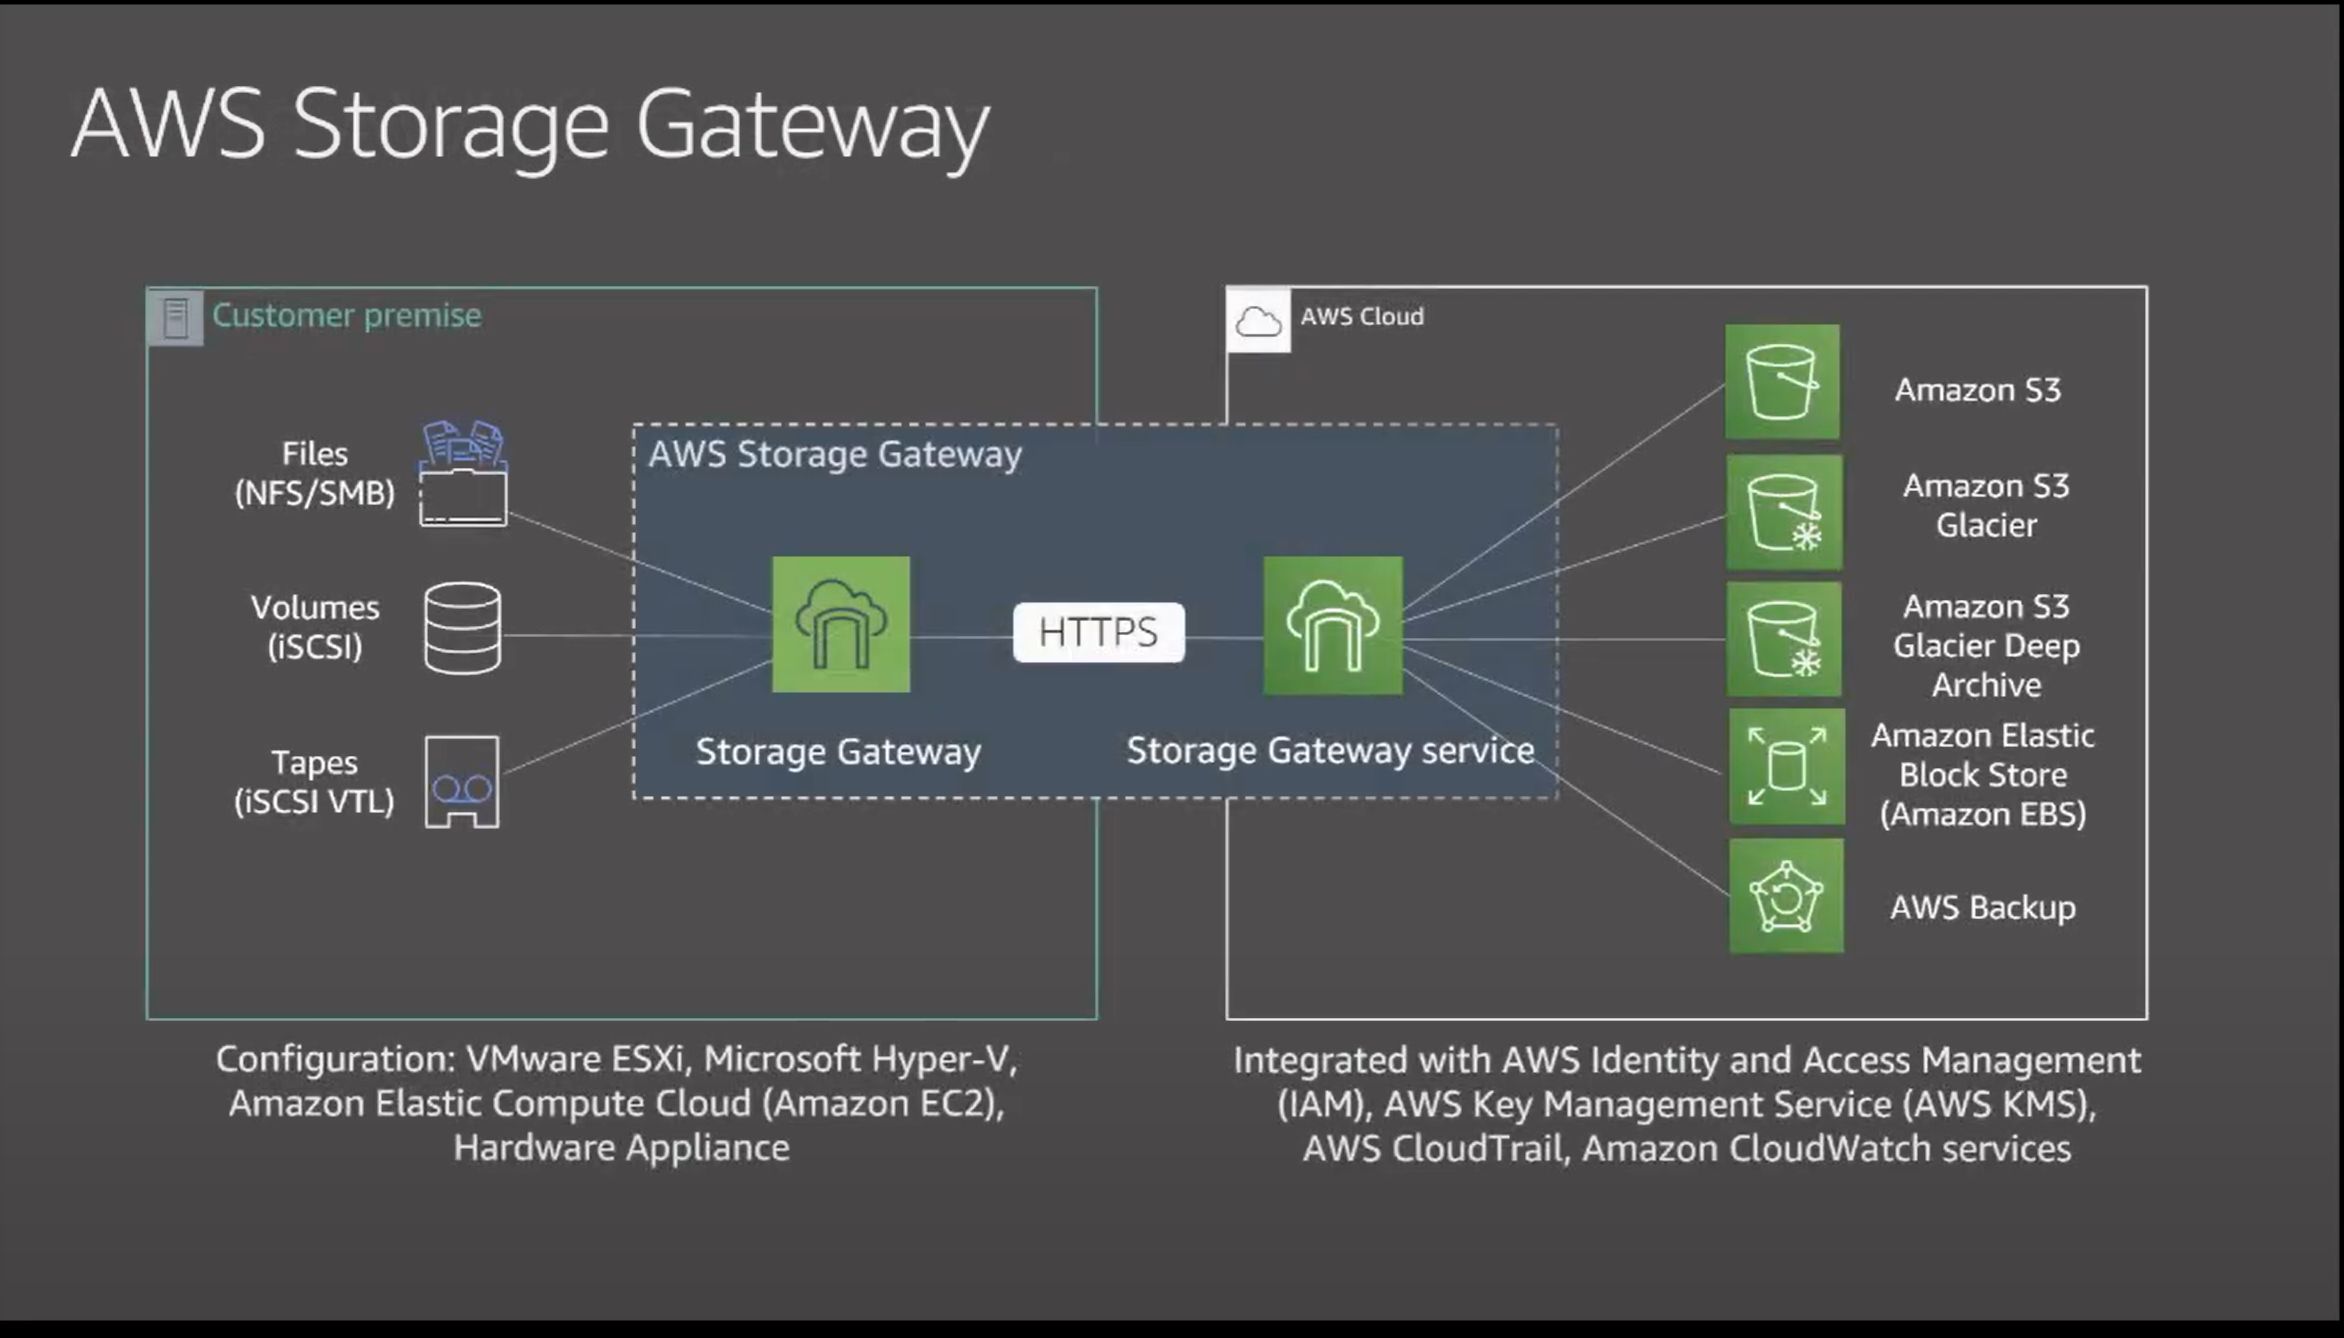 AWS Storage Gateway
Customer premise
Files
(NFS/SMB)
Volumes
(iSCSI)
Tapes
(iSCSI VTL)
AWS Storage Gateway
Storage Gateway
HTTPS
Storage Gateway service
AWS Cloud
Amazon S3
Amazon S3
Glacier
Amazon S3
Glacier Deep
Archive
Amazon Elastic
Block Store
(Amazon EBS)
AWS Backup
Configuration: VMware ESXi, Microsoft Hyper-V,
Amazon Elastic Compute Cloud (Amazon EC2),
Hardware Appliance
Integrated with AWS Identity and Access Management
(IAM), AWS Key Management Service (AWS KMS),
AWS CloudTrail, Amazon CloudWatch services